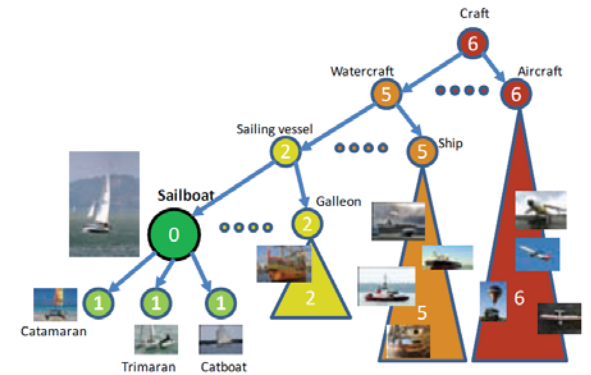 Craft
6
Watercraft
Aircraft
5
6
Sailing vessel
2
Ship
5
Sailboat
0
Galleon
2
2
5
6
1
1
1
Catamaran
Trimaran
Catboat